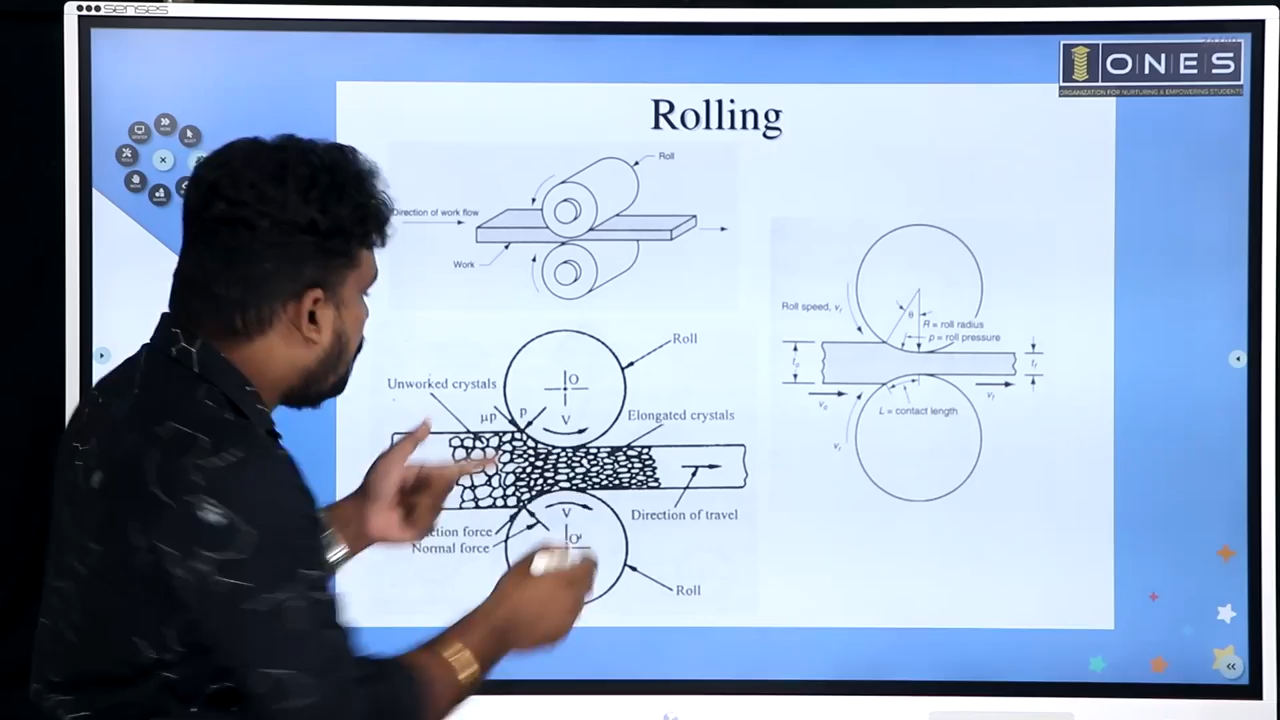 senses
ONES
ORGANIZATION FOR NURTURING & EMPOWERING STUDENTS
Rolling
Roll
Direction of work flow
Work
Roll speed, vr
θ
R = roll radius
p = roll pressure
to
tf
vo
vf
L = contact length
vr
Roll
O
Unworked crystals
μp
P
V
Elongated crystals
Direction of travel
V
ction force
Normal force
O'
Roll